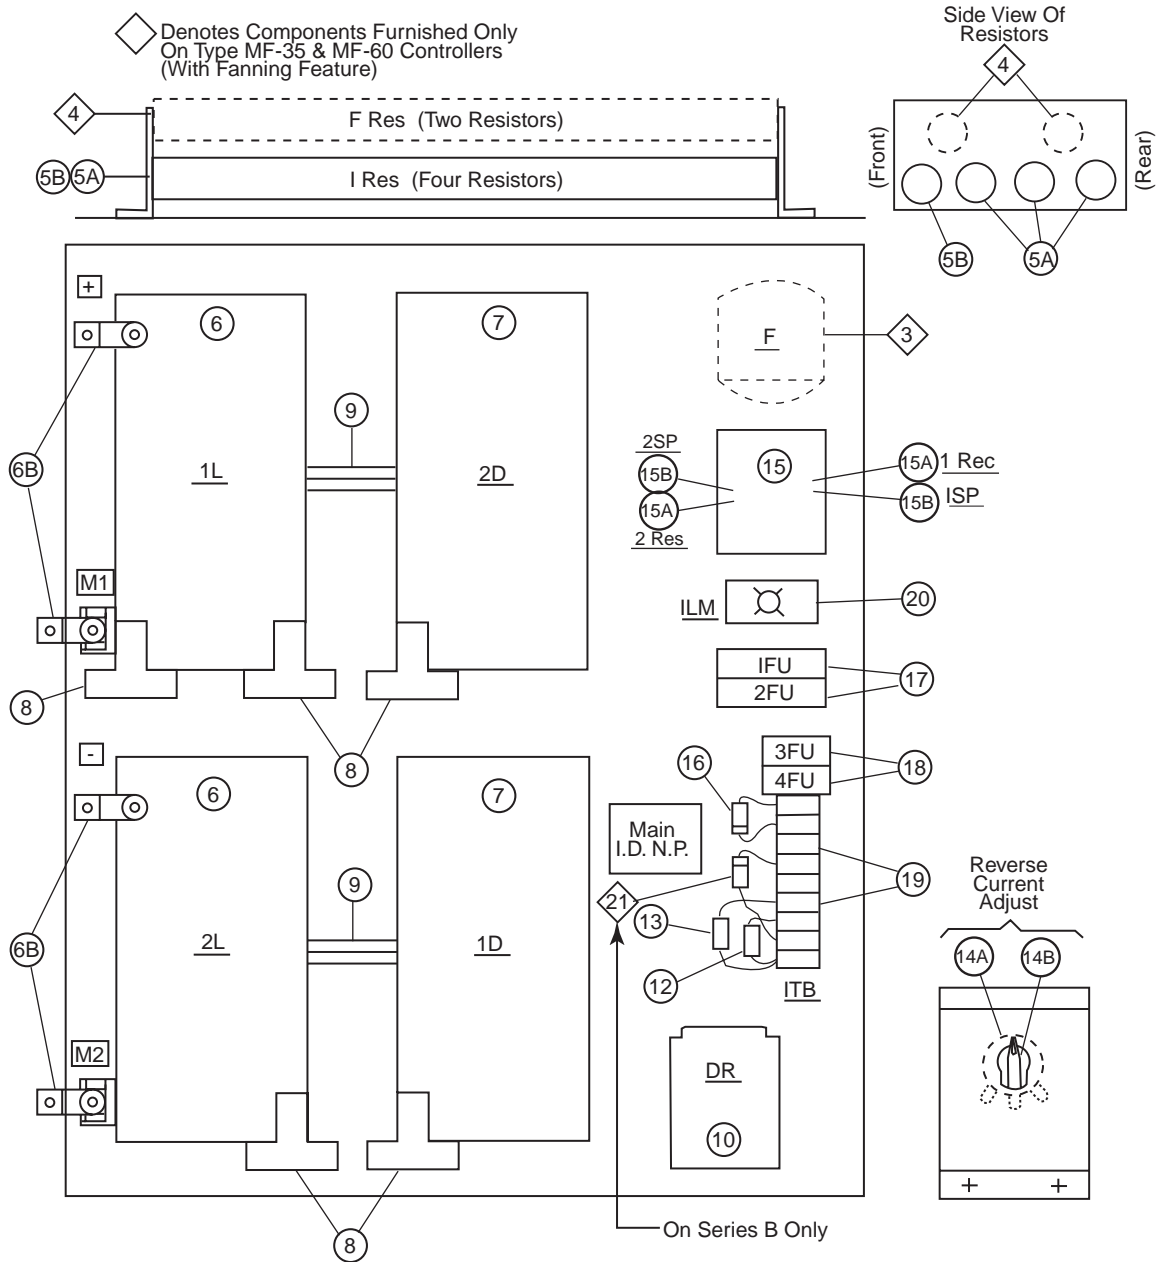 Denotes Components Furnished Only
On Type MF-35 & MF-60 Controllers
(With Fanning Feature)
Side View Of
Resistors
4
4
F Res (Two Resistors)
5B
5A
I Res (Four Resistors)
(Front)
(Rear)
5B
5A
+
6
7
F
3
9
6B
1L
2D
2SP
15B
15A
2 Res
15
15A
1 Rec
15B
ISP
M1
ILM
20
IFU
2FU
17
8
8
-
3FU
4FU
18
16
6
7
Main
I.D. N.P.
19
Reverse
Current
Adjust
21
13
9
6B
2L
1D
12
ITB
14A
14B
M2
DR
10
+
+
8
On Series B Only